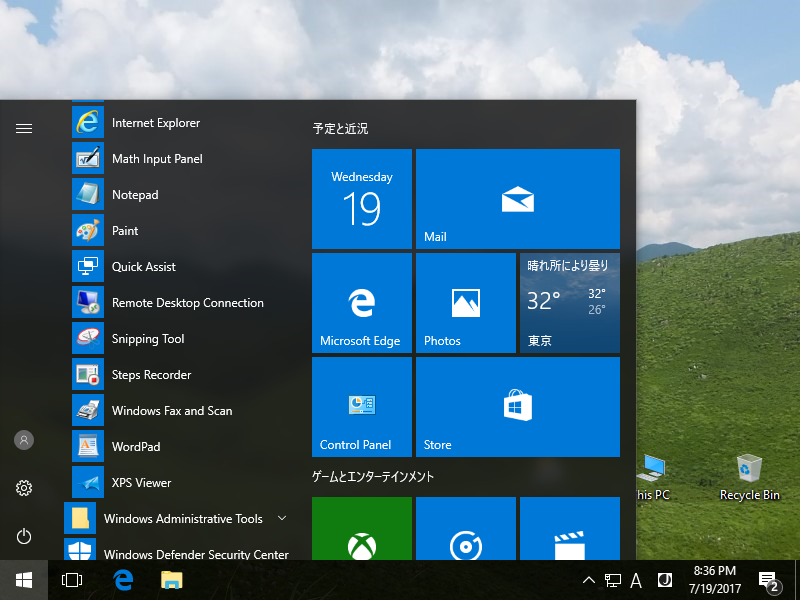 Internet Explorer
Math Input Panel
Notepad
Paint
Quick Assist
Remote Desktop Connection
Snipping Tool
Steps Recorder
Windows Fax and Scan
WordPad
XPS Viewer
Windows Administrative Tools
Windows Defender Security Center
予定と近況
Wednesday
19
Mail
Microsoft Edge
Photos
晴れ所により曇り
32°
32°
26°
東京
Control Panel
Store
ゲームとエンターテインメント
his PC
Recycle Bin
A
8:36 PM
7/19/2017
2